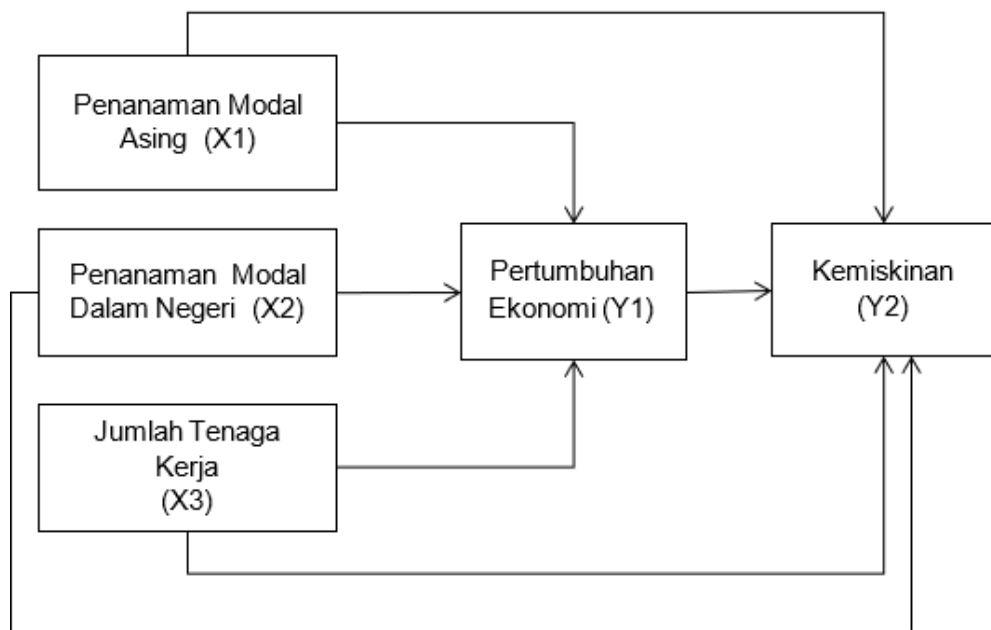 Penanaman Modal
Asing (X1)
Penanaman Modal
Dalam Negeri (X2)
Jumlah Tenaga
Kerja
(X3)
Pertumbuhan
Ekonomi (Y1)
Kemiskinan
(Y2)